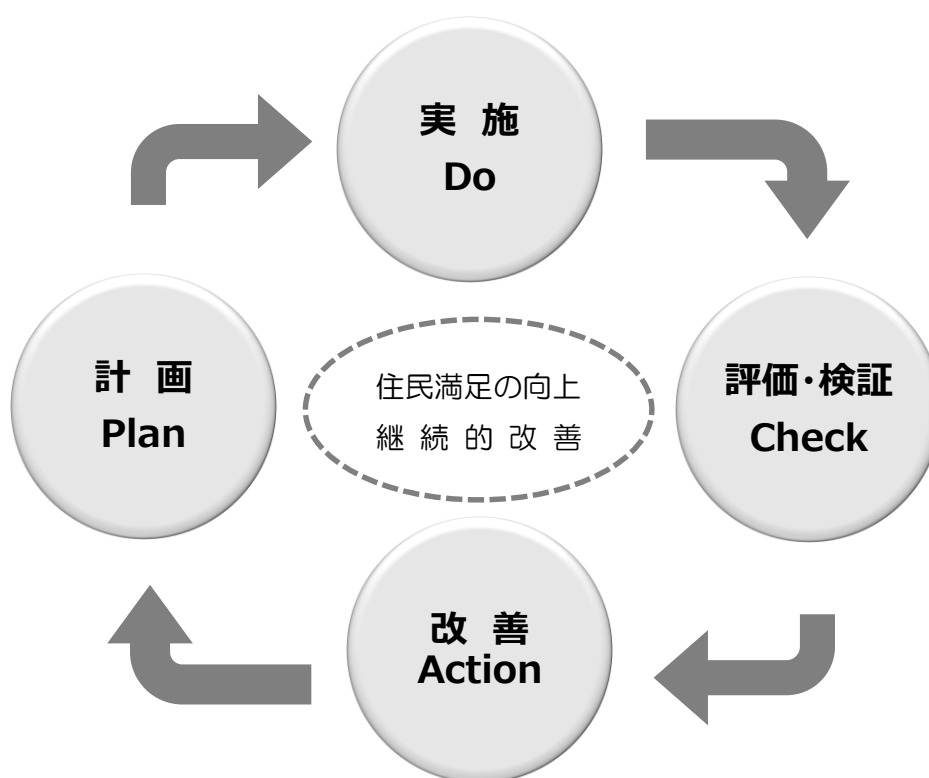 実 施
Do
計 画
Plan
住民満足の向上
継 続 的 改 善
評価・検証
Check
改 善
Action